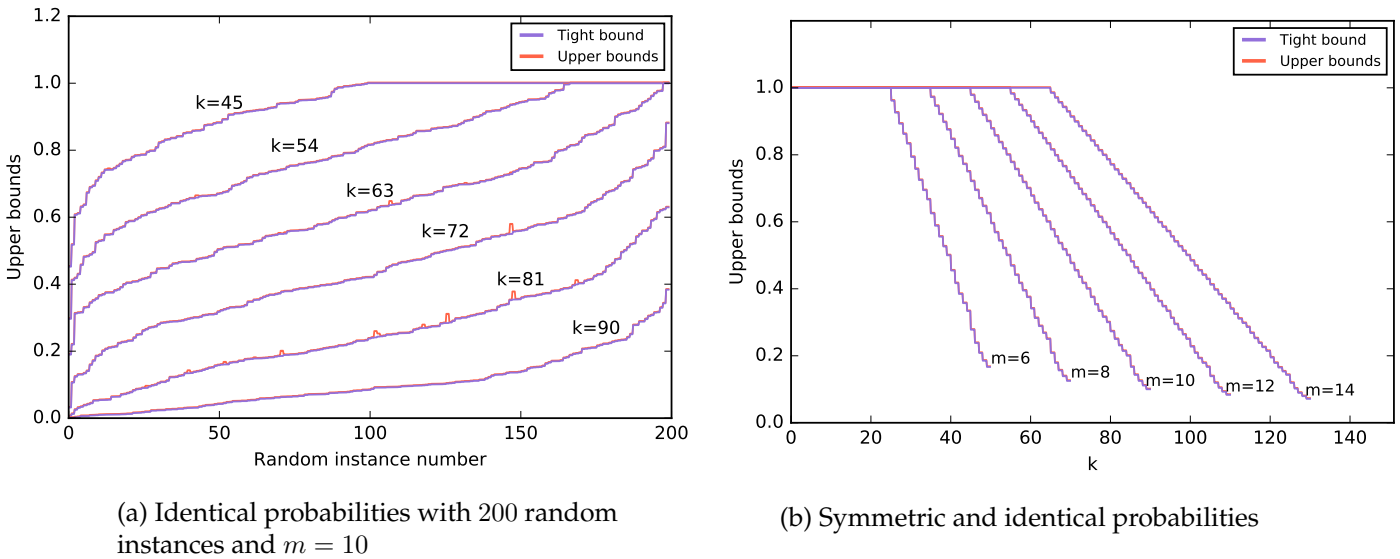 1.2
1.0
0.8
0.6
0.4
0.2
0.0
Upper bounds
Tight bound
Upper bounds
k=45
k=54
k=63
k=72
k=81
k=90
0 50 100 150 200
Random instance number
(a) Identical probabilities with 200 random
instances and m = 10
1.0
0.8
0.6
0.4
0.2
0.0
Upper bounds
Tight bound
Upper bounds
m=6
m=8
m=10
m=12
m=14
0 20 40 60 80 100 120 140
k
(b) Symmetric and identical probabilities